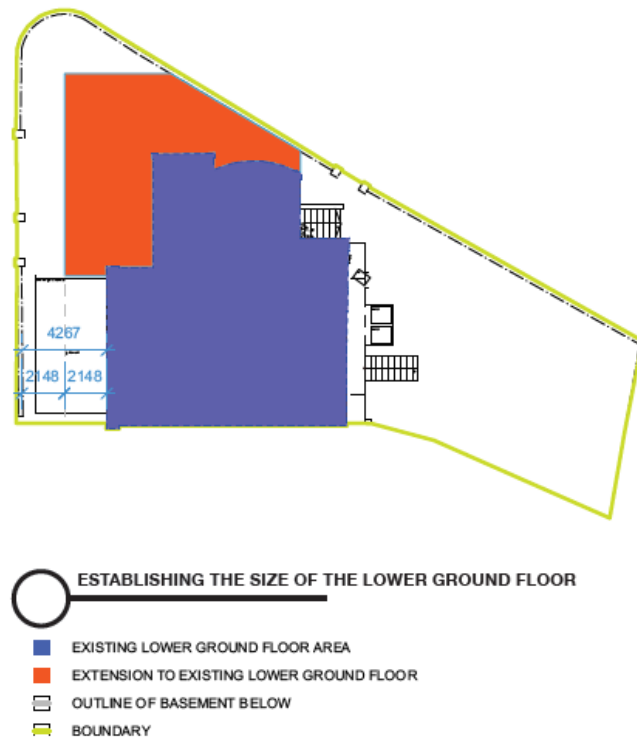 4267
2148 2148
ESTABLISHING THE SIZE OF THE LOWER GROUND FLOOR
EXISTING LOWER GROUND FLOOR AREA
EXTENSION TO EXISTING LOWER GROUND FLOOR
OUTLINE OF BASEMENT BELOW
BOUNDARY